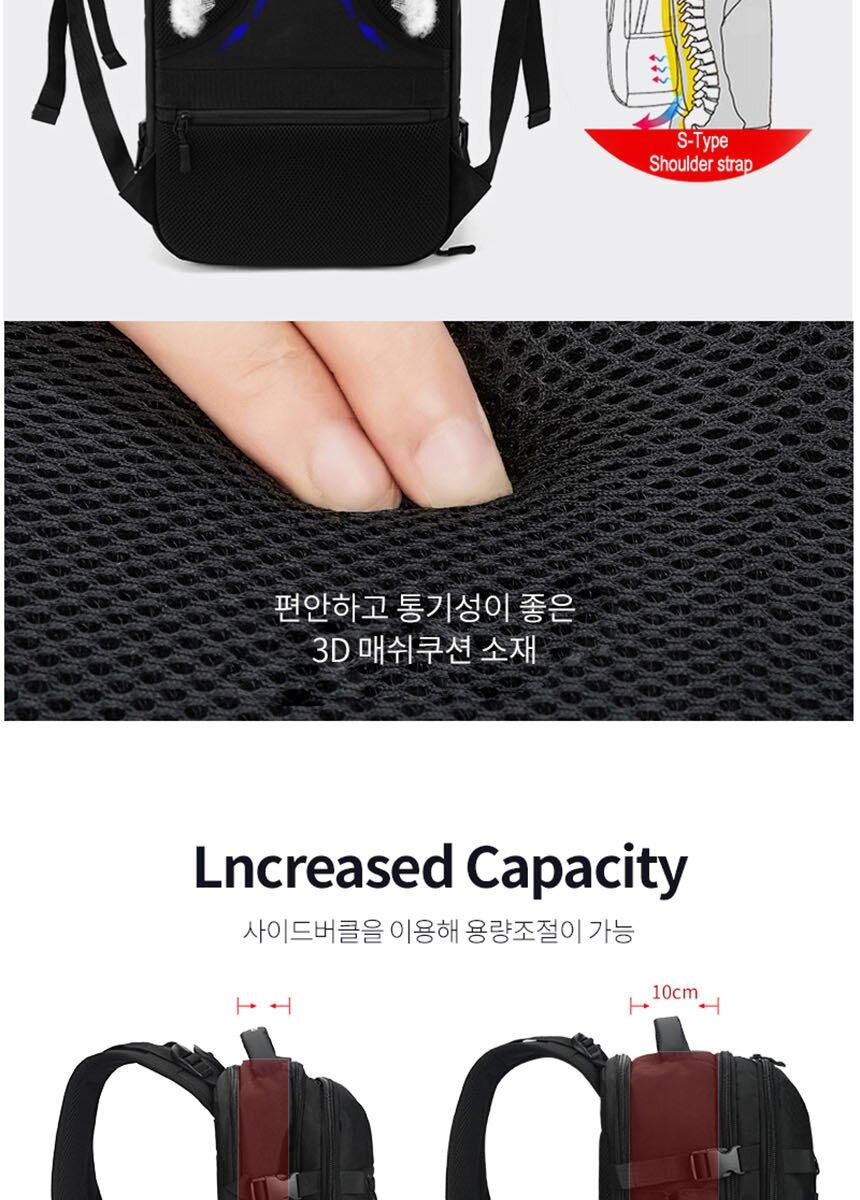 S-Type
Shoulder strap
편안하고 통기성이 좋은
3D 매쉬쿠션 소재
Lncreased Capacity
사이드버클을 이용해 용량조절이 가능
10cm